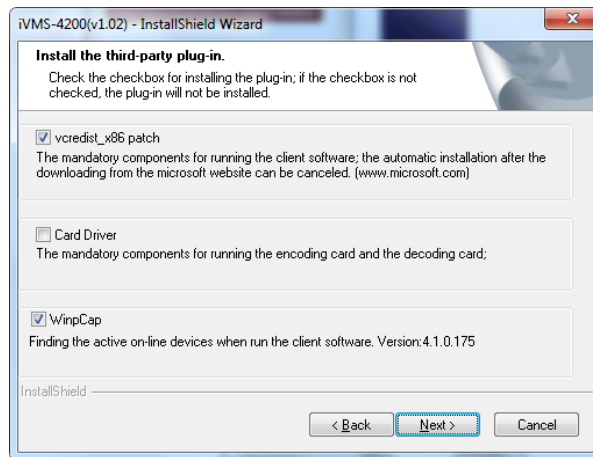 iVMS-4200(v1.02) - InstallShield Wizard
Install the third-party plug-in.
Check the checkbox for installing the plug-in; if the checkbox is not
checked, the plug-in will not be installed.
vcredist_x86 patch
The mandatory components for running the client software; the automatic installation after the
downloading from the microsoft website can be canceled. (www.microsoft.com)
Card Driver
The mandatory components for running the encoding card and the decoding card;
WinpCap
Finding the active on-line devices when run the client software. Version:4.1.0.175
InstallShield
< Back Next > Cancel